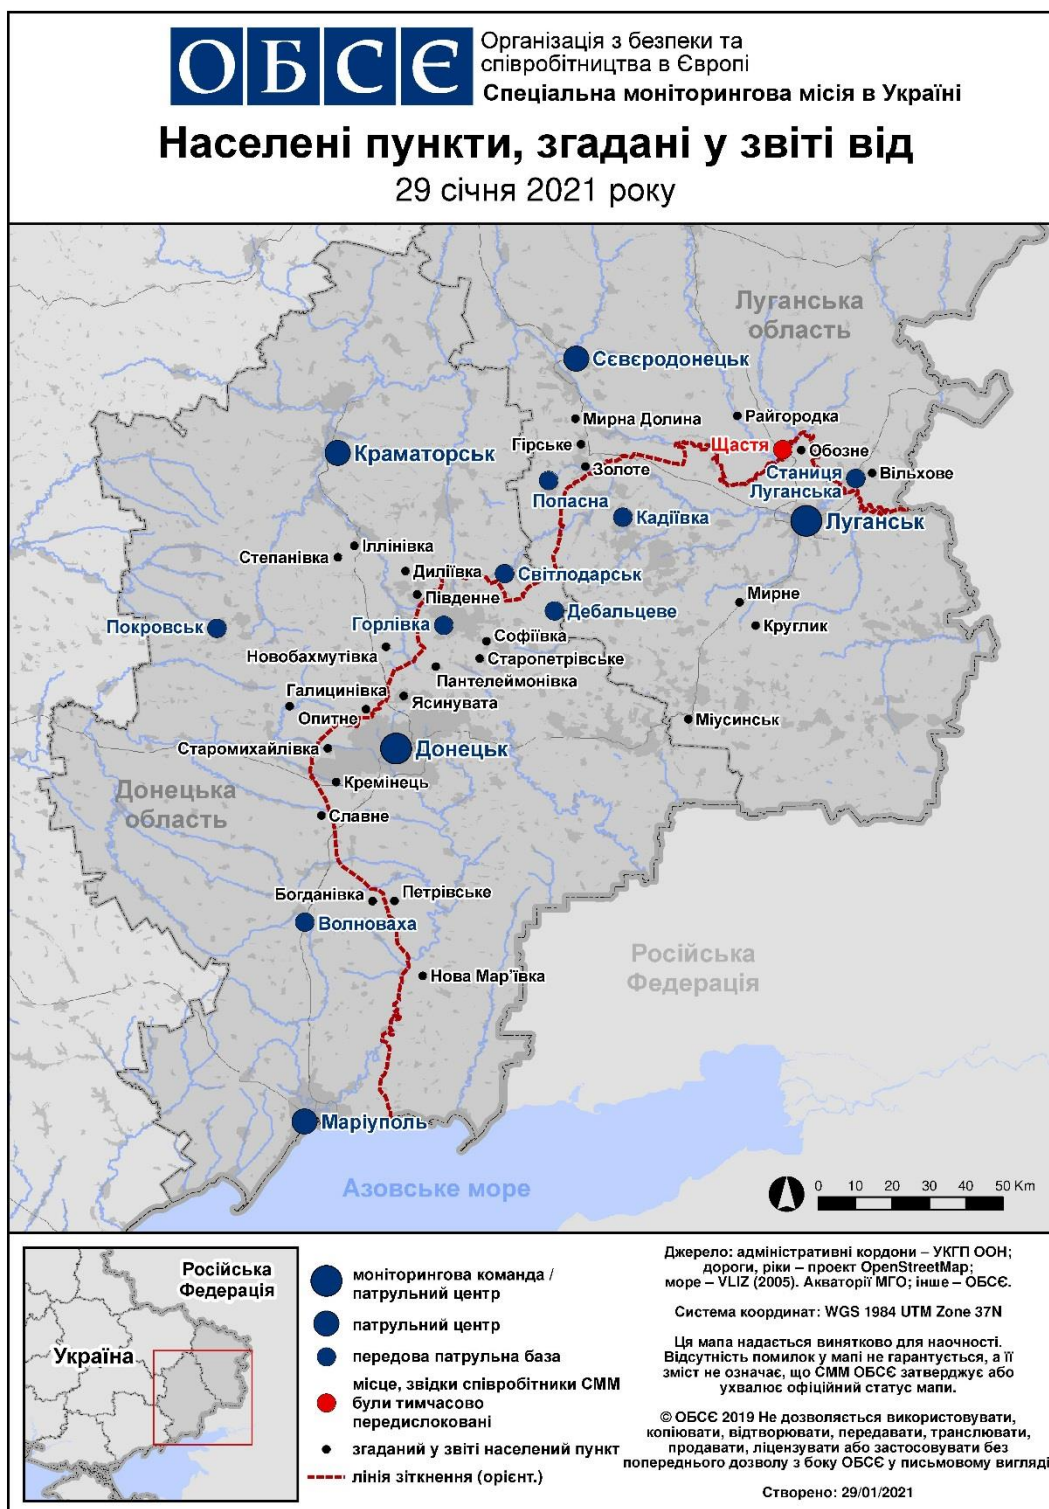 ОБСЄ
Організація з безпеки та
співробітництва в Європі
Спеціальна моніторингова місія в Україні
Населені пункти, згадані у звіті від
29 січня 2021 року
Луганська
область
Сєвєродонецьк
Мирна Долина
Райгородка
Гірське
Щастя
Обозне
Краматорськ
Золоте
Станиця
Луганська
Вільхове
Попасна
Кадіївка
Луганськ
Іллінівка
Степанівка
Диліївка
Світлодарськ
Південне
Мирне
Дебальцеве
Покровськ
Горлівка
Круглик
Софіївка
Новобахмутівка
Старопетрівське
Пантелеймонівка
Галицинівка
Ясинувата
Опитне
Міусинськ
Старомихайлівка
Донецьк
Кремінець
Донецька
область
Славне
Богданівка
Петрівське
Волноваха
Російська
Федерація
Нова Мар'ївка
Маріуполь
Азовське море
0 10 20 30 40 50 Km
Російська
Федерація
Україна
моніторингова команда /
патрульний центр
патрульний центр
передова патрульна база
місце, звідки співробітники СММ
були тимчасово
передислоковані
згаданий у звіті населений пункт
лінія зіткнення (орієнт.)
Джерело: адміністративні кордони – УКГП ООН;
дороги, ріки – проект OpenStreetMap;
море – VLIZ (2005). Акваторії МГО; інше – ОБСЄ.
Система координат: WGS 1984 UTM Zone 37N
Ця мапа надається винятково для наочності.
Відсутність помилок у мапі не гарантується, а її
зміст не означає, що СММ ОБСЄ затверджує або
ухвалює офіційний статус мапи.
© ОБСЄ 2019 Не дозволяється використовувати,
копіювати, відтворювати, передавати, транслювати,
продавати, ліцензувати або застосовувати без
попереднього дозволу з боку ОБСЄ у письмовому вигляді
Створено: 29/01/2021